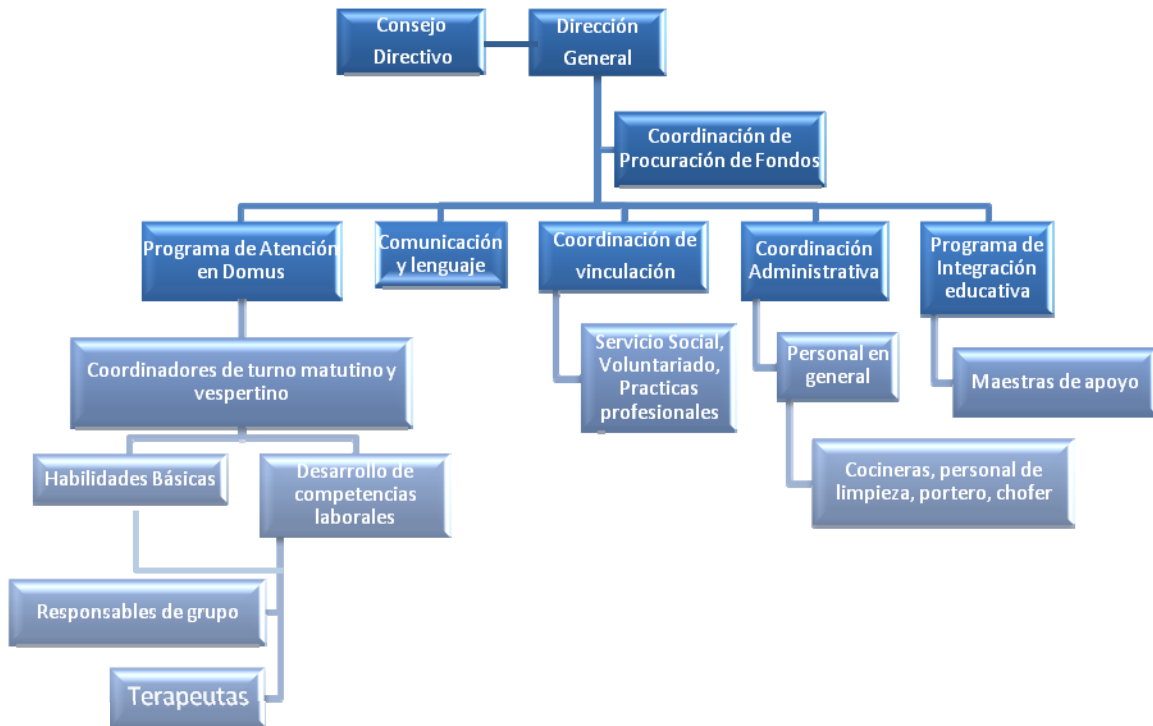 Consejo
Directivo
Dirección
General
Coordinación de
Procuración de Fondos
Programa de Atención
en Domus
Comunicación
y lenguaje
Coordinación de
vinculación
Coordinación
Administrativa
Programa de
Integración
educativa
Coordinadores de turno matutino y
vespertino
Servicio Social,
Voluntariado,
Practicas
profesionales
Personal en
general
Maestras de apoyo
Habilidades Básicas
Desarrollo de
competencias
laborales
Cocineras, personal de
limpieza, portero, chofer
Responsables de grupo
Terapeutas